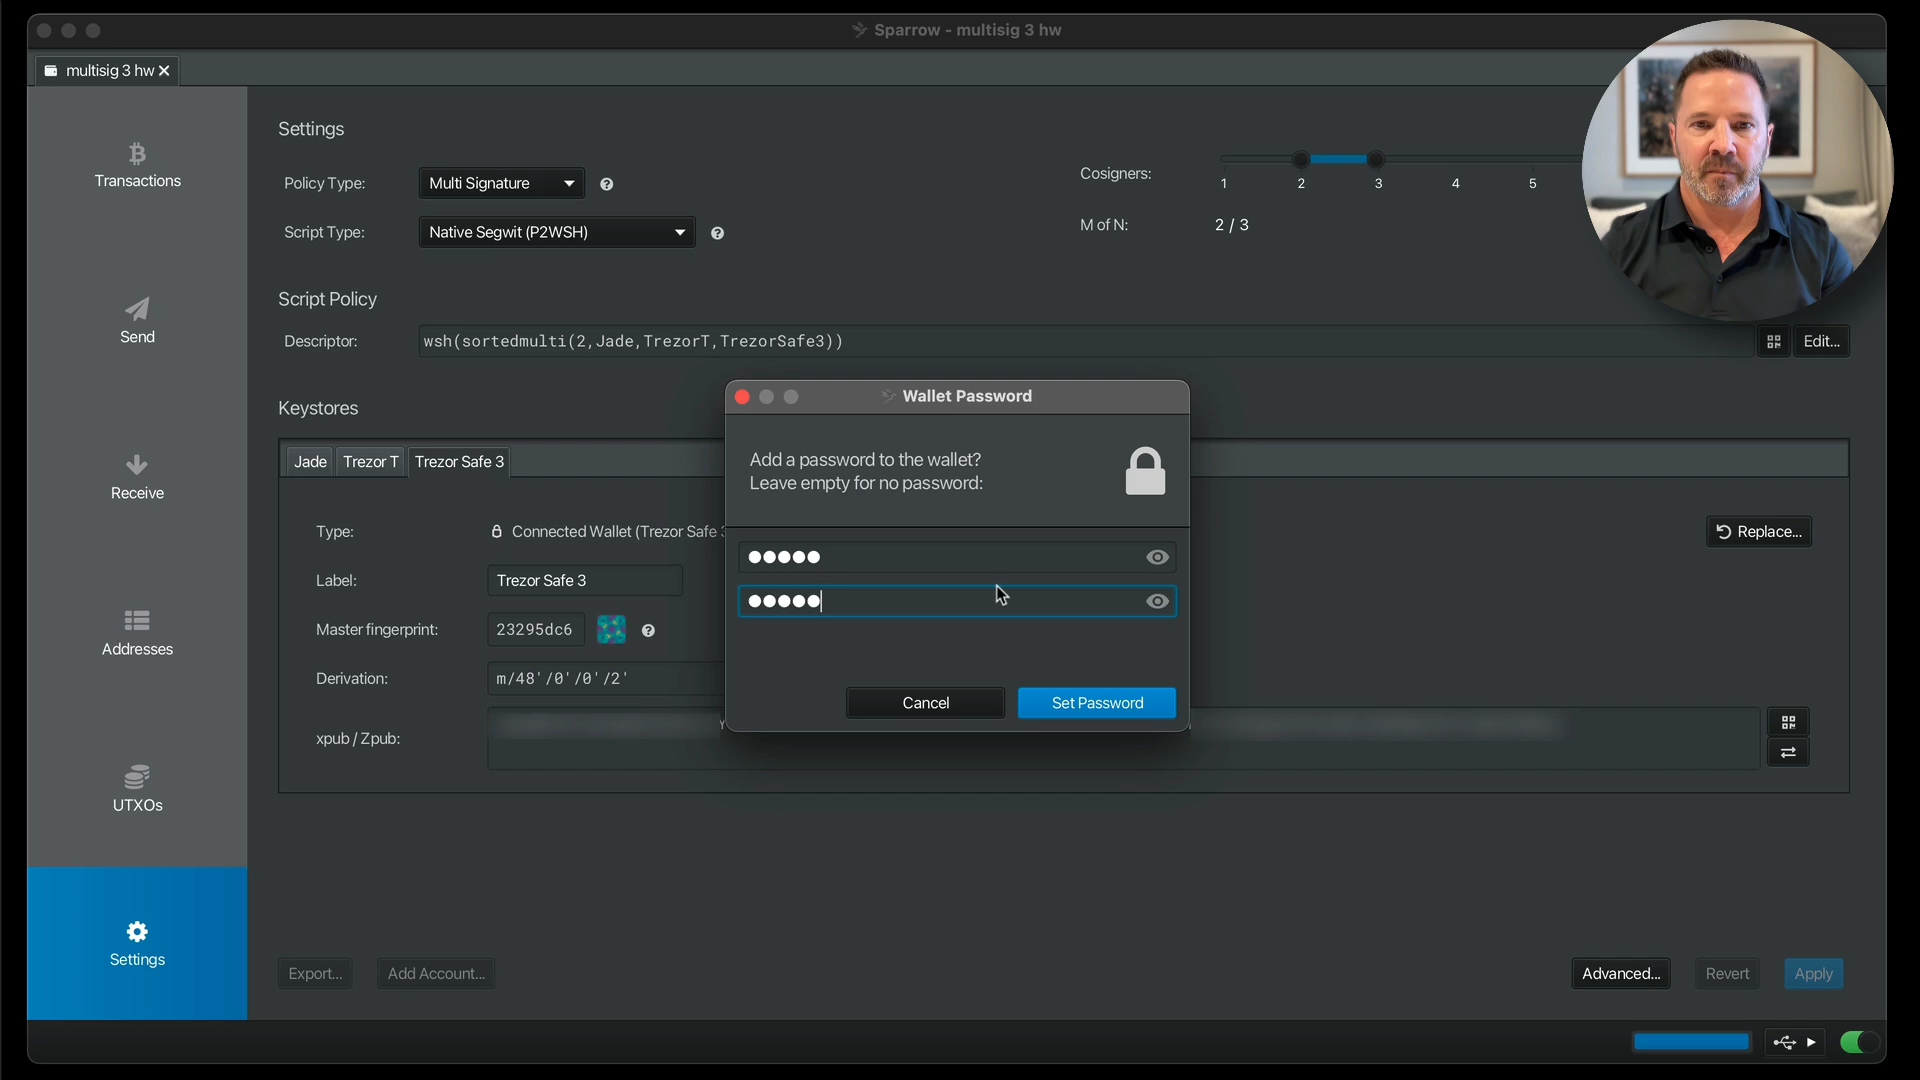 Sparrow - multisig 3 hw
multisig 3 hw
Transactions
Send
Receive
Addresses
UTXOs
Settings
Settings
Policy Type:
Multi Signature
Script Type:
Native Segwit (P2WSH)
Cosigners:
1 2 3 4 5
M of N:
2 / 3
Script Policy
Descriptor:
wsh(sortedmulti(2,Jade,TrezorT,TrezorSafe3))
Edit...
Keystores
Jade
Trezor T
Trezor Safe 3
Type:
Connected Wallet (Trezor Safe
Replace...
Label:
Trezor Safe 3
Master fingerprint:
23295dc6
Derivation:
m/48'/0'/0'/2'
xpub / Zpub:
Wallet Password
Add a password to the wallet?
Leave empty for no password:
Cancel
Set Password
Export...
Add Account...
Advanced...
Revert
Apply